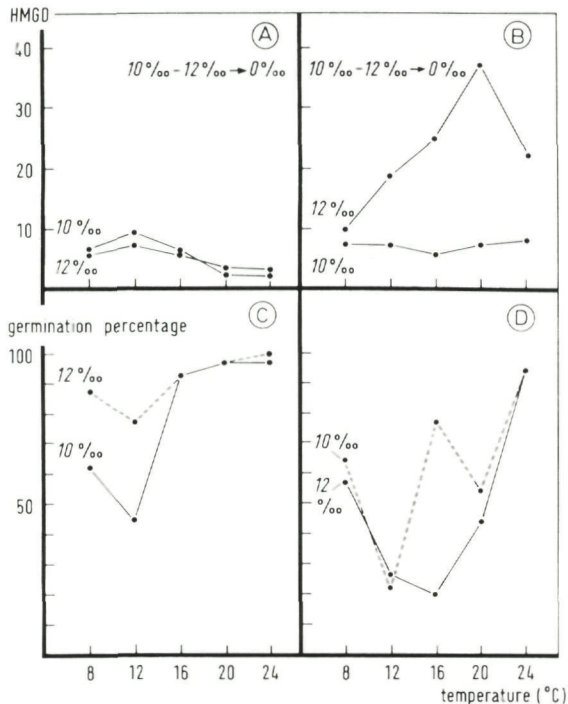 HMGD
A
B
10 ‰ - 12 ‰ → 0 ‰
10 ‰ - 12 ‰ → 0 ‰
40
30
20
10
10 ‰
12 ‰
12 ‰
10 ‰
C
D
germination percentage
100
50
12 ‰
10 ‰
10 ‰
12
‰
8 12 16 20 24
8 12 16 20 24
temperature (°C)